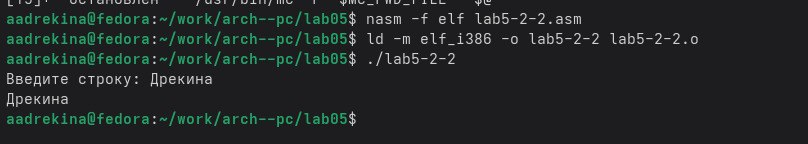 aadrekina@fedora:~/work/arch--pc/lab05$ nasm -f elf lab5-2-2.asm
aadrekina@fedora:~/work/arch--pc/lab05$ ld -m elf_i386 -o lab5-2-2 lab5-2-2.o
aadrekina@fedora:~/work/arch--pc/lab05$ ./lab5-2-2
Введите строку: Дрекина
Дрекина
aadrekina@fedora:~/work/arch--pc/lab05$